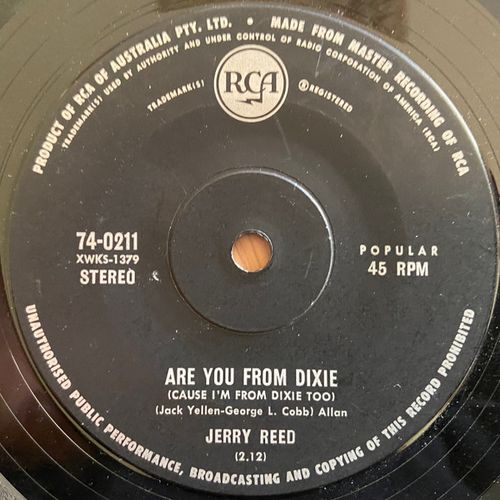 PRODUCT OF RCA OF AUSTRALIA PTY. LTD. • MADE FROM MASTER RECORDING OF RCA
TRADEMARK(S) USED BY AUTHORITY AND UNDER CONTROL OF RADIO CORPORATION OF AMERICA (RCA)
RCA
TRADEMARK(S)
®REGISTERED
74-0211
XWKS-1379
STEREO
POPULAR
45 RPM
ARE YOU FROM DIXIE
(CAUSE I'M FROM DIXIE TOO)
(Jack Yellen-George L. Cobb) Allan
JERRY REED
(2.12)
UNAUTHORISED PUBLIC PERFORMANCE, BROADCASTING AND COPYING OF THIS RECORD PROHIBITED